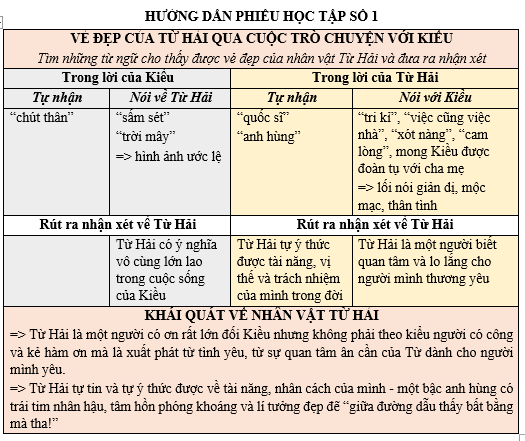 HƯỚNG DẪN PHIẾU HỌC TẬP SỐ 1
VẺ ĐẸP CỦA TỪ HẢI QUA CUỘC TRÒ CHUYỆN VỚI KIỀU
Tìm những từ ngữ cho thấy được vẻ đẹp của nhân vật Từ Hải và đưa ra nhận xét
Trong lời của Kiều
Trong lời của Từ Hải
Tự nhận
Nói về Từ Hải
Tự nhận
Nói với Kiều
“chút thân”
“sấm sét”
“trời mây”
=> hình ảnh ước lệ
“quốc sĩ”
“anh hùng”
“tri kỉ”, “việc cũng việc
nhà”, “xót nàng”, “cam
lòng”, mong Kiều được
đoàn tụ với cha mẹ
=> lối nói giản dị, mộc
mạc, thân tình
Rút ra nhận xét về Từ Hải
Rút ra nhận xét về Từ Hải
Từ Hải có ý nghĩa
vô cùng lớn lao
trong cuộc sống
của Kiều
Từ Hải tự ý thức
được tài năng, vị
thế và trách nhiệm
của mình trong đời
Từ Hải là một người biết
quan tâm và lo lắng cho
người mình thương yêu
KHÁI QUÁT VỀ NHÂN VẬT TỪ HẢI
=> Từ Hải là một người có ơn rất lớn đối Kiều nhưng không phải theo kiểu người có công
và kẻ hàm ơn mà là xuất phát từ tình yêu, từ sự quan tâm ân cần của Từ dành cho người
mình yêu.
=> Từ Hải tự tin và tự ý thức được về tài năng, nhân cách của mình - một bậc anh hùng có
trái tim nhân hậu, tâm hồn phóng khoáng và lí tưởng đẹp đẽ “giữa đường dẫu thấy bất bằng
mà tha!”